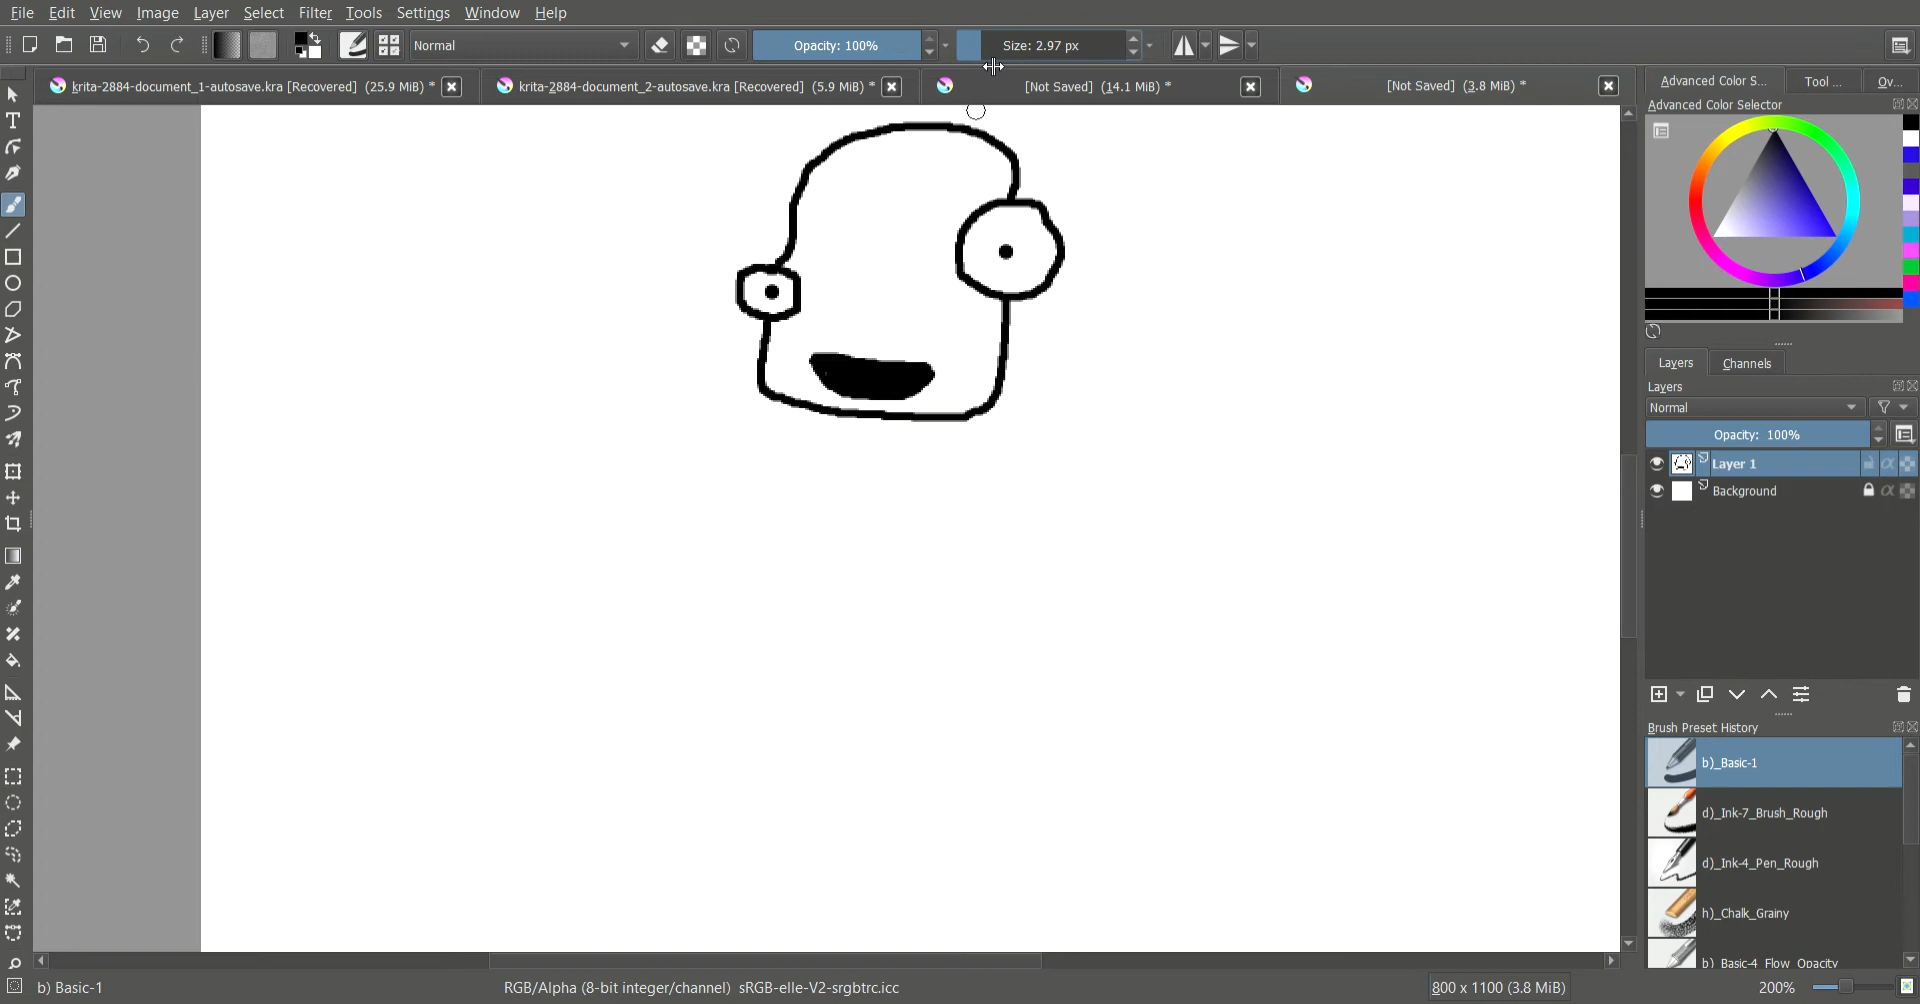 File Edit View Image Layer Select Filter Tools Settings Window Help
Normal Opacity: 100% Size: 2.97 px
krita-2884-document_1-autosave.kra [Recovered] (25.9 MiB) * krita-2884-document_2-autosave.kra [Recovered] (5.9 MiB) * [Not Saved] (14.1 MiB) * [Not Saved] (3.8 MiB) *
Advanced Color S... Tool ... Ov...
Advanced Color Selector
Layers Channels
Layers
Normal
Opacity: 100%
Layer 1
Background
Brush Preset History
b)_Basic-1
d)_Ink-7_Brush_Rough
d)_Ink-4_Pen_Rough
h)_Chalk_Grainy
b)_Basic-4_Flow_Opacity
b) Basic-1 RGB/Alpha (8-bit integer/channel) sRGB-elle-V2-srgbtrc.icc 800 x 1100 (3.8 MiB) 200%